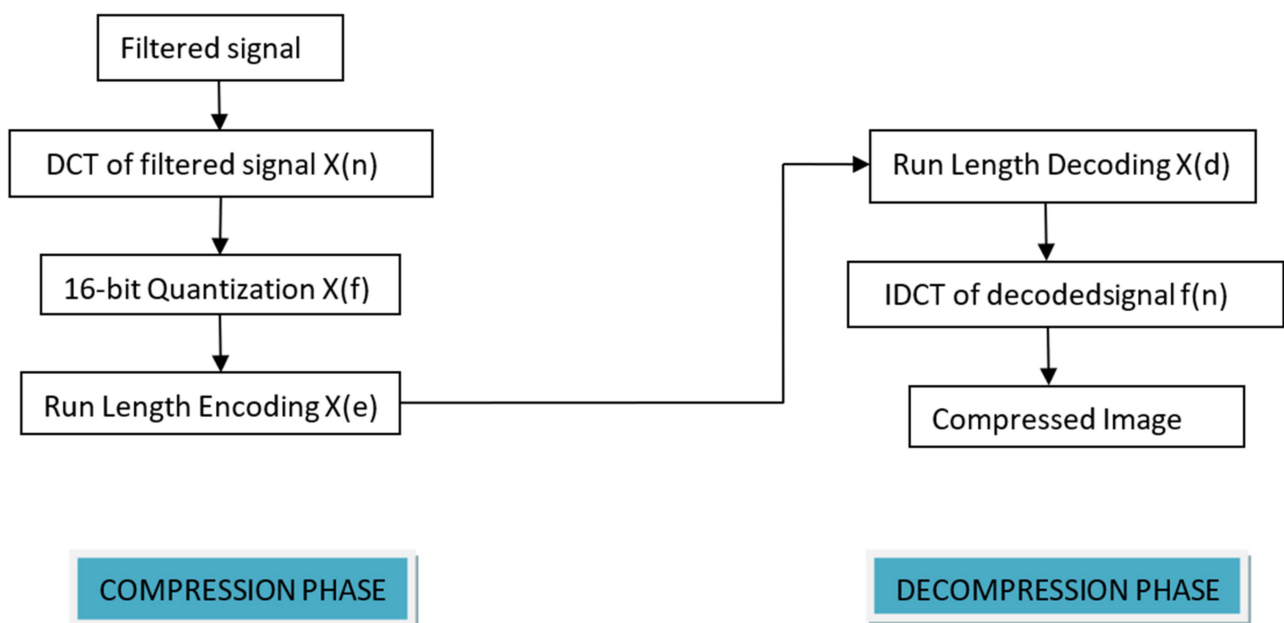 Filtered signal
DCT of filtered signal X(n)
16-bit Quantization X(f)
Run Length Encoding X(e)
COMPRESSION PHASE
Run Length Decoding X(d)
IDCT of decodedsignal f(n)
Compressed Image
DECOMPRESSION PHASE